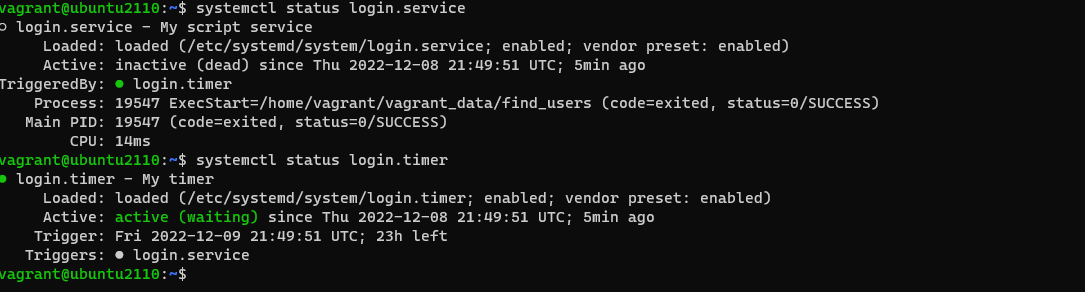 vagrant@ubuntu2110:~$ systemctl status login.service
○ login.service - My script service
Loaded: loaded (/etc/systemd/system/login.service; enabled; vendor preset: enabled)
Active: inactive (dead) since Thu 2022-12-08 21:49:51 UTC; 5min ago
TriggeredBy: ● login.timer
Process: 19547 ExecStart=/home/vagrant/vagrant_data/find_users (code=exited, status=0/SUCCESS)
Main PID: 19547 (code=exited, status=0/SUCCESS)
CPU: 14ms
vagrant@ubuntu2110:~$ systemctl status login.timer
● login.timer - My timer
Loaded: loaded (/etc/systemd/system/login.timer; enabled; vendor preset: enabled)
Active: active (waiting) since Thu 2022-12-08 21:49:51 UTC; 5min ago
Trigger: Fri 2022-12-09 21:49:51 UTC; 23h left
Triggers: ● login.service
vagrant@ubuntu2110:~$